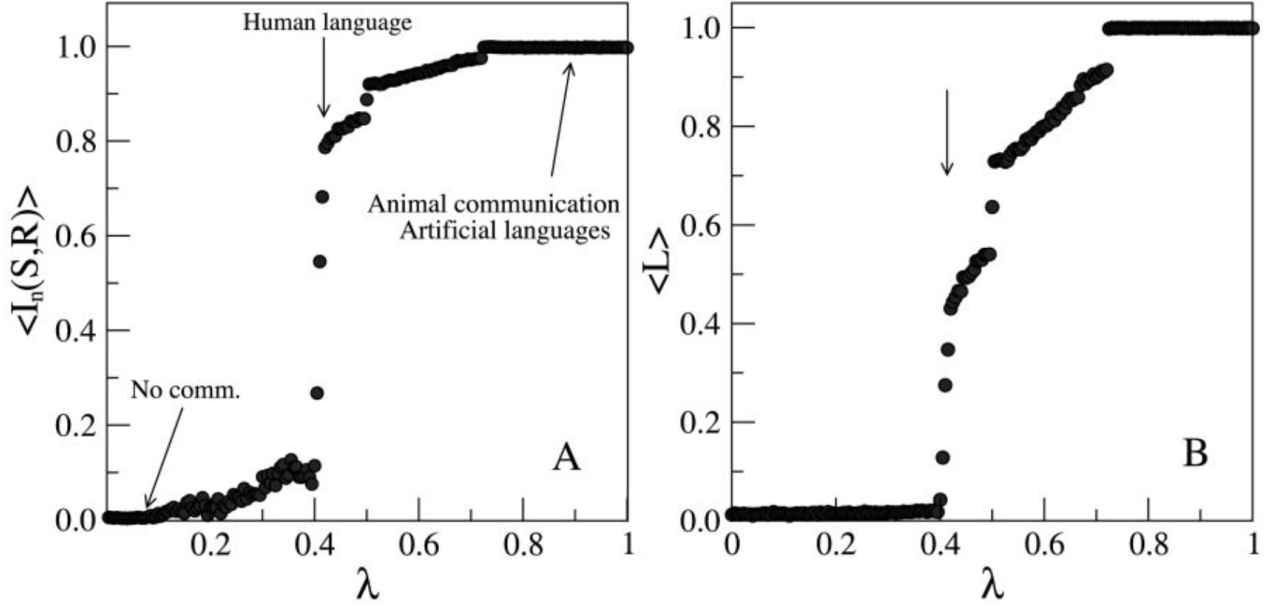 Human language
1.0
0.8
0.6
0.4
0.2
0.0
<I_n(S,R)>
No comm.
Animal communication
Artificial languages
A
0.2 0.4 0.6 0.8 1
λ
1.0
0.8
0.6
0.4
0.2
0.0
<L>
B
0 0.2 0.4 0.6 0.8 1
λ